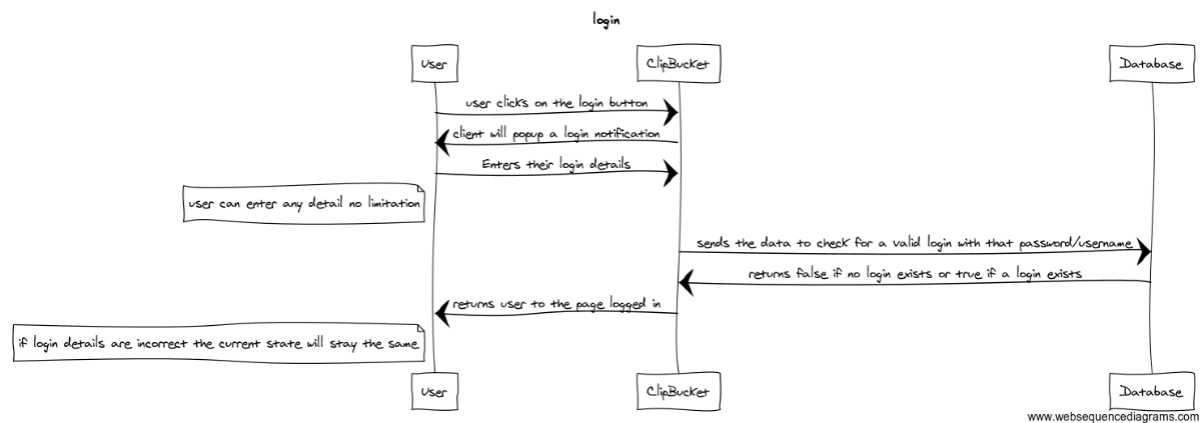 login
User
ClipBucket
Database
user clicks on the login button
client will popup a login notification
Enters their login details
user can enter any detail no limitation
sends the data to check for a valid login with that password/username
returns false if no login exists or true if a login exists
returns user to the page logged in
if login details are incorrect the current state will stay the same
User
ClipBucket
Database
www.websequencediagrams.com